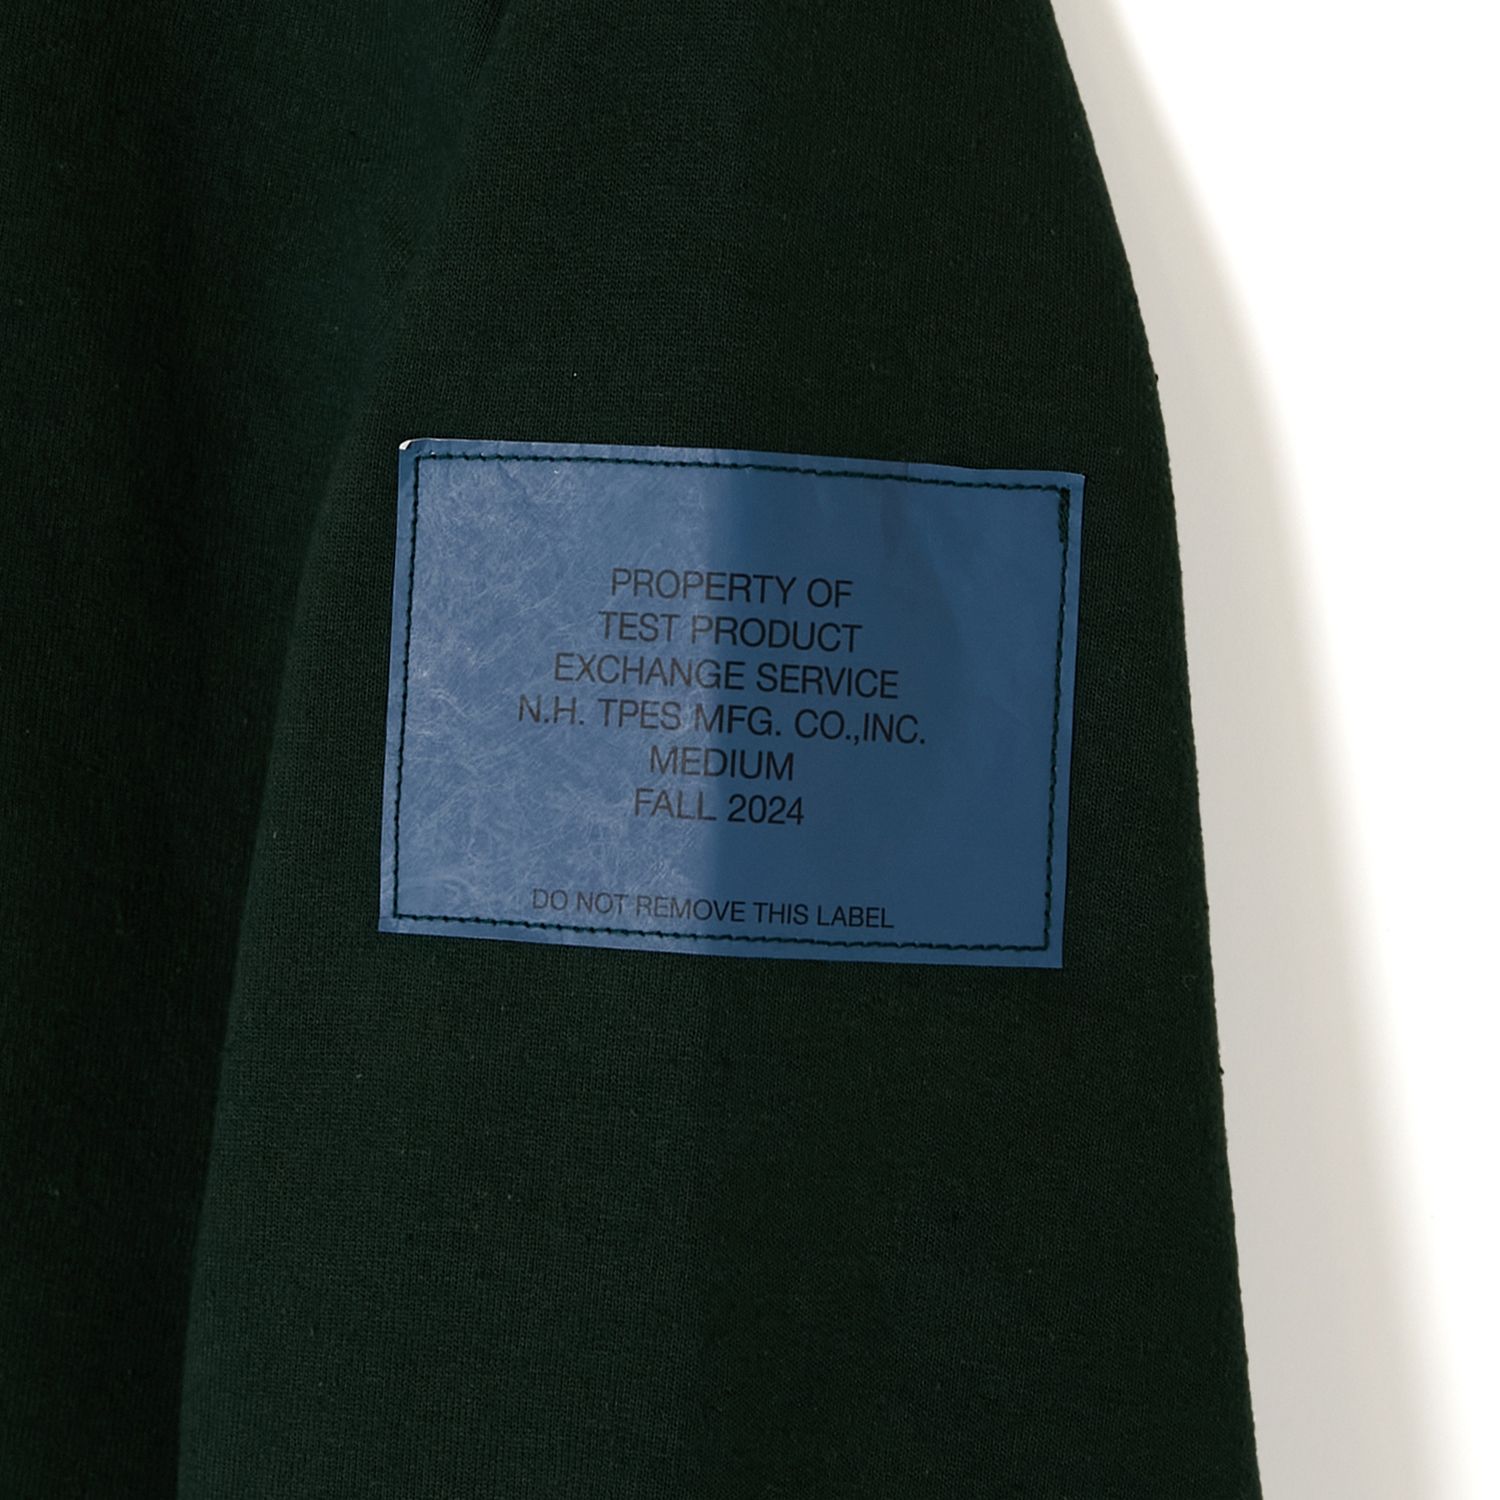 PROPERTY OF
TEST PRODUCT
EXCHANGE SERVICE
N.H. TPES MFG. CO.,INC.
MEDIUM
FALL 2024
DO NOT REMOVE THIS LABEL